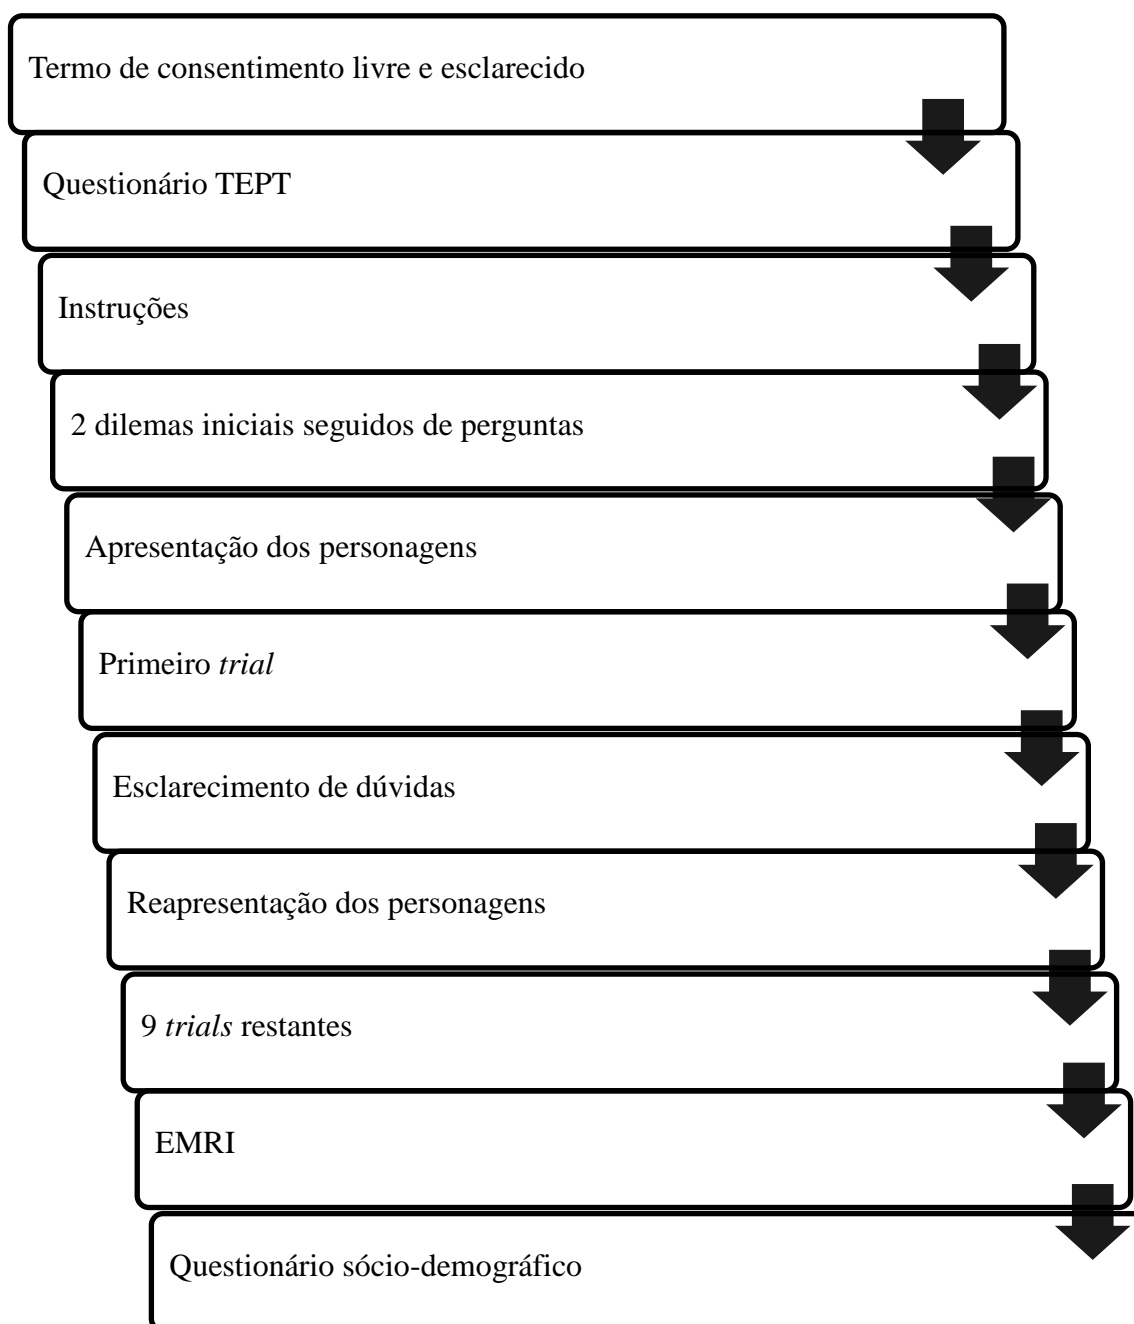 Termo de consentimento livre e esclarecido
Questionário TEPT
Instruções
2 dilemas iniciais seguidos de perguntas
Apresentação dos personagens
Primeiro trial
Esclarecimento de dúvidas
Reapresentação dos personagens
9 trials restantes
EMRI
Questionário sócio-demográfico